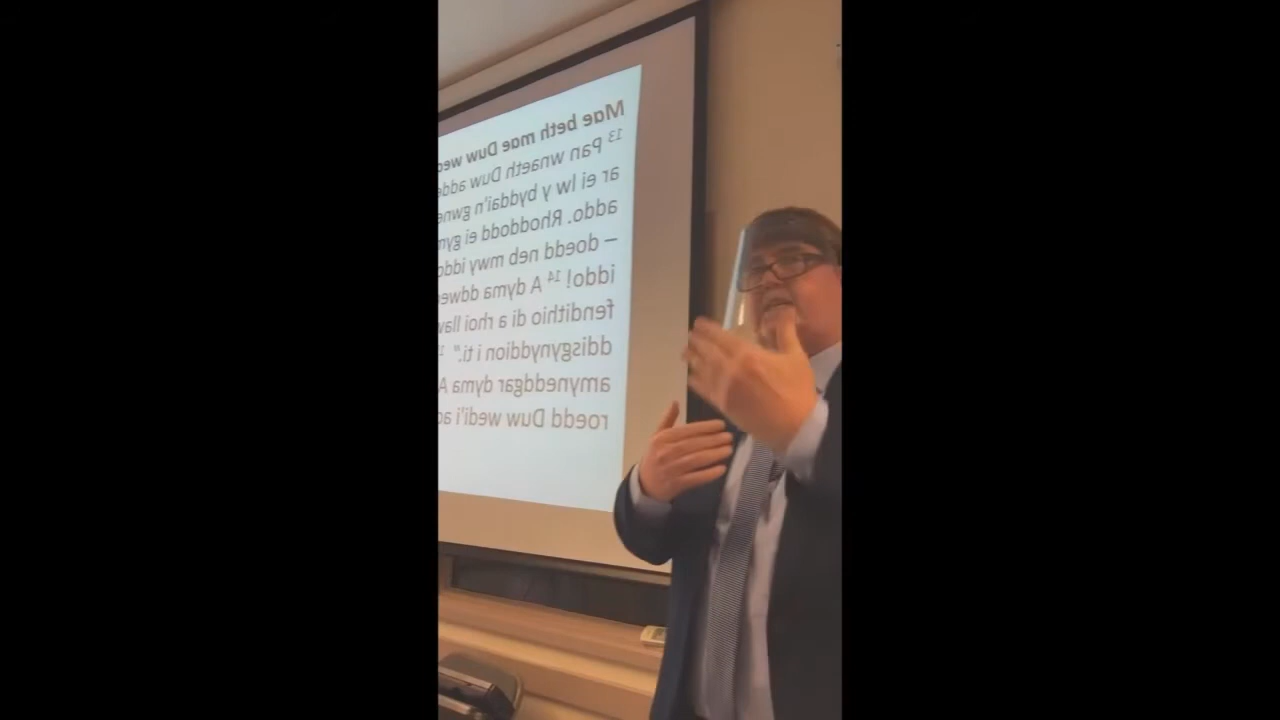 Mae beth mae Duw
13 Pan wnaeth Duw
ar ei lw y byddai'n
addo. Rhoddodd ei
– doedd neb mwy
iddo! 14 A dyma
fendithio di a rhoi
ddisgynyddion i ti."
amyneddgar dyma
roedd Duw wedi'i